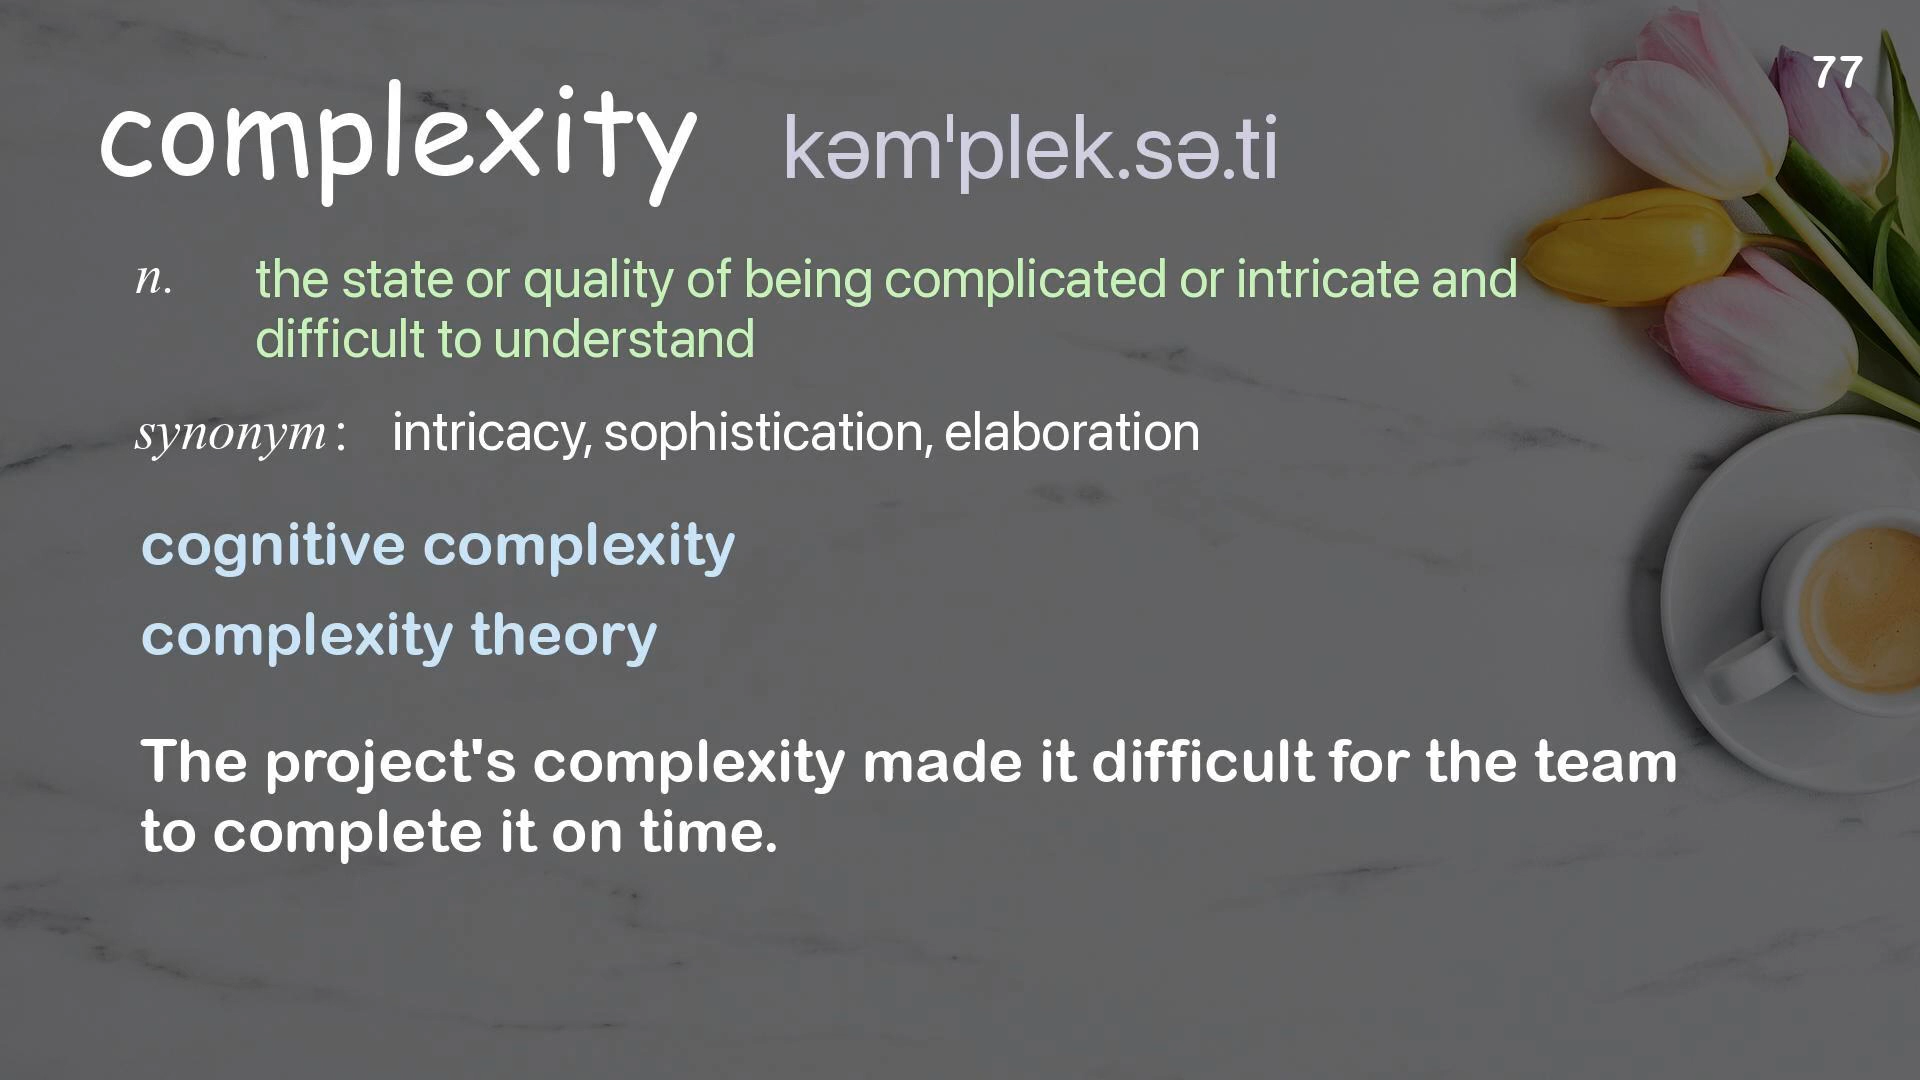 77
complexity kəm'plek.sə.ti
n. the state or quality of being complicated or intricate and
difficult to understand
synonym: intricacy, sophistication, elaboration
cognitive complexity
complexity theory
The project's complexity made it difficult for the team
to complete it on time.